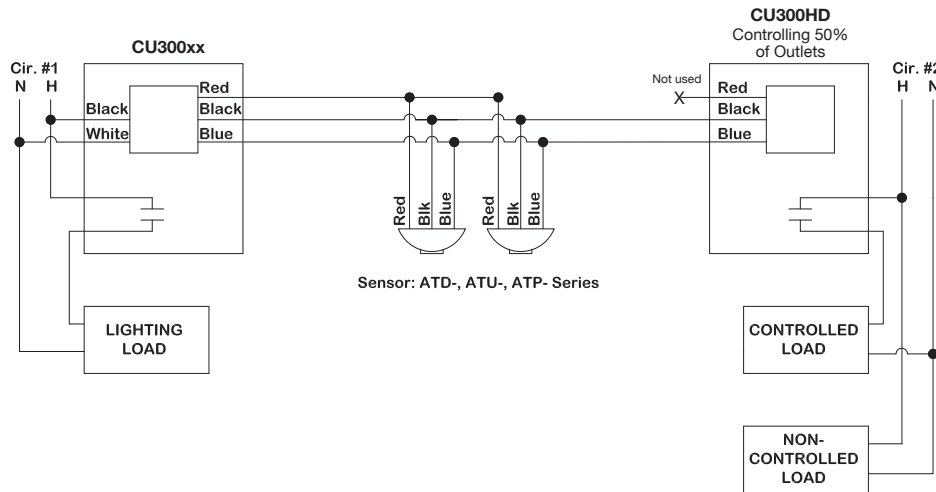 CU300HD
Controlling 50%
of Outlets
CU300xx
Cir. #1
N H
Cir. #2
H N
Not used
X
Red
Black
White
Black
Blue
Red
Black
Blue
Red
Blk
Blue
Red
Blk
Blue
Sensor: ATD-, ATU-, ATP- Series
LIGHTING
LOAD
CONTROLLED
LOAD
NON-
CONTROLLED
LOAD